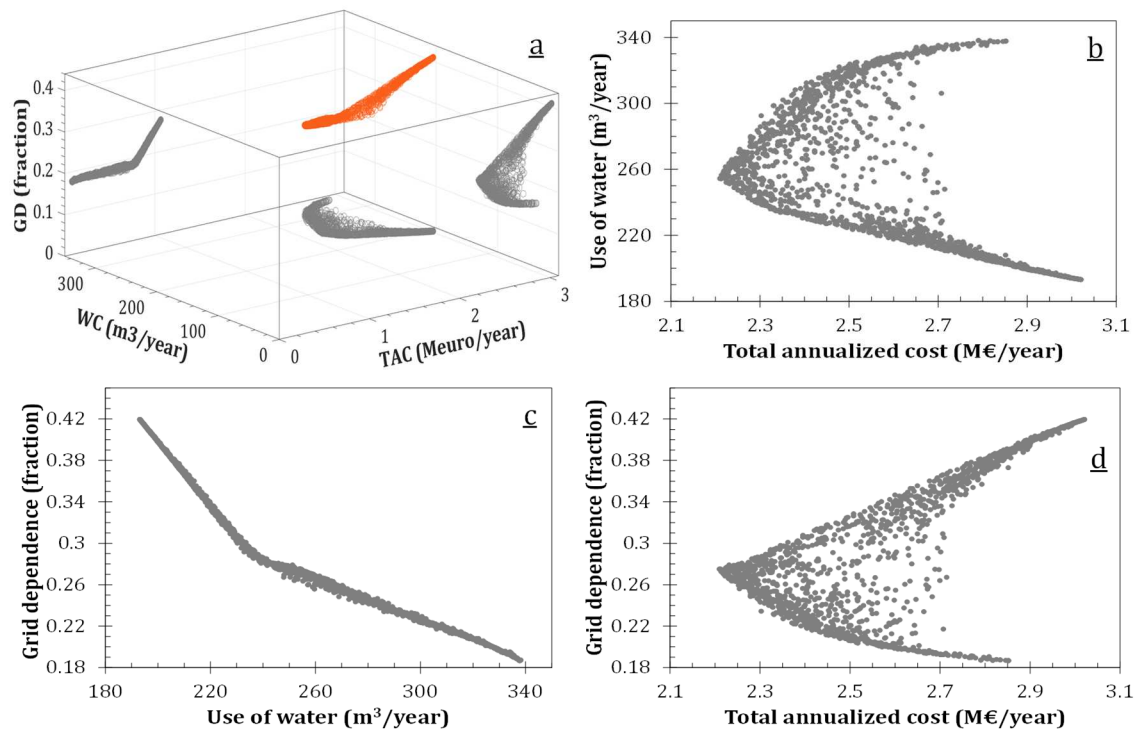 a
0.4
0.3
0.2
0.1
0
GD (fraction)
300
200
100
0
WC (m3/year)
0
1
2
3
TAC (Meuro/year)
b
340
300
260
220
180
Use of water (m³/year)
2.1 2.3 2.5 2.7 2.9 3.1
Total annualized cost (M€/year)
c
0.42
0.38
0.34
0.3
0.26
0.22
0.18
Grid dependence (fraction)
180 220 260 300 340
Use of water (m³/year)
d
0.42
0.38
0.34
0.3
0.26
0.22
0.18
Grid dependence (fraction)
2.1 2.3 2.5 2.7 2.9 3.1
Total annualized cost (M€/year)